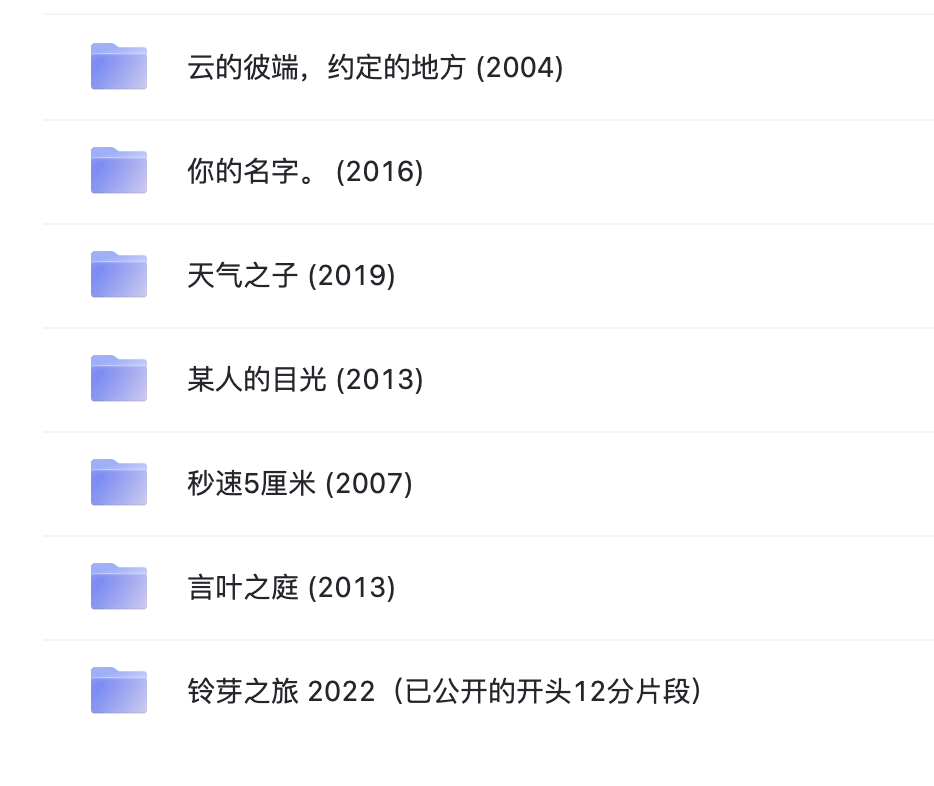 云的彼端，约定的地方 (2004)
你的名字。 (2016)
天气之子 (2019)
某人的目光 (2013)
秒速5厘米 (2007)
言叶之庭 (2013)
铃芽之旅 2022（已公开的开头12分片段）